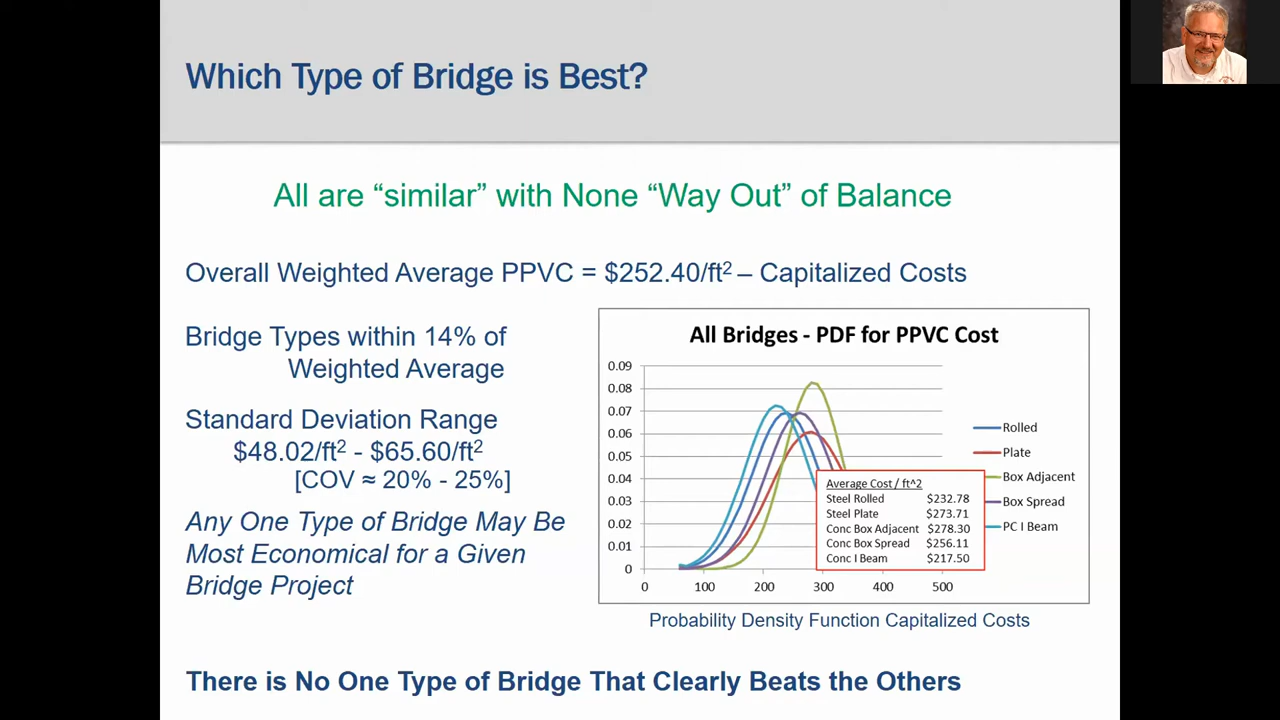 Which Type of Bridge is Best?
All are “similar” with None “Way Out” of Balance
Overall Weighted Average PPVC = $252.40/ft² – Capitalized Costs
Bridge Types within 14% of
Weighted Average
Standard Deviation Range
$48.02/ft² - $65.60/ft²
[COV ≈ 20% - 25%]
Any One Type of Bridge May Be
Most Economical for a Given
Bridge Project
All Bridges - PDF for PPVC Cost
0.09
0.08
0.07
0.06
0.05
0.04
0.03
0.02
0.01
0
0 100 200 300 400 500
Average Cost / ft^2
Steel Rolled $232.78
Steel Plate $273.71
Conc Box Adjacent $278.30
Conc Box Spread $256.11
Conc I Beam $217.50
Rolled
Plate
Box Adjacent
Box Spread
PC I Beam
Probability Density Function Capitalized Costs
There is No One Type of Bridge That Clearly Beats the Others